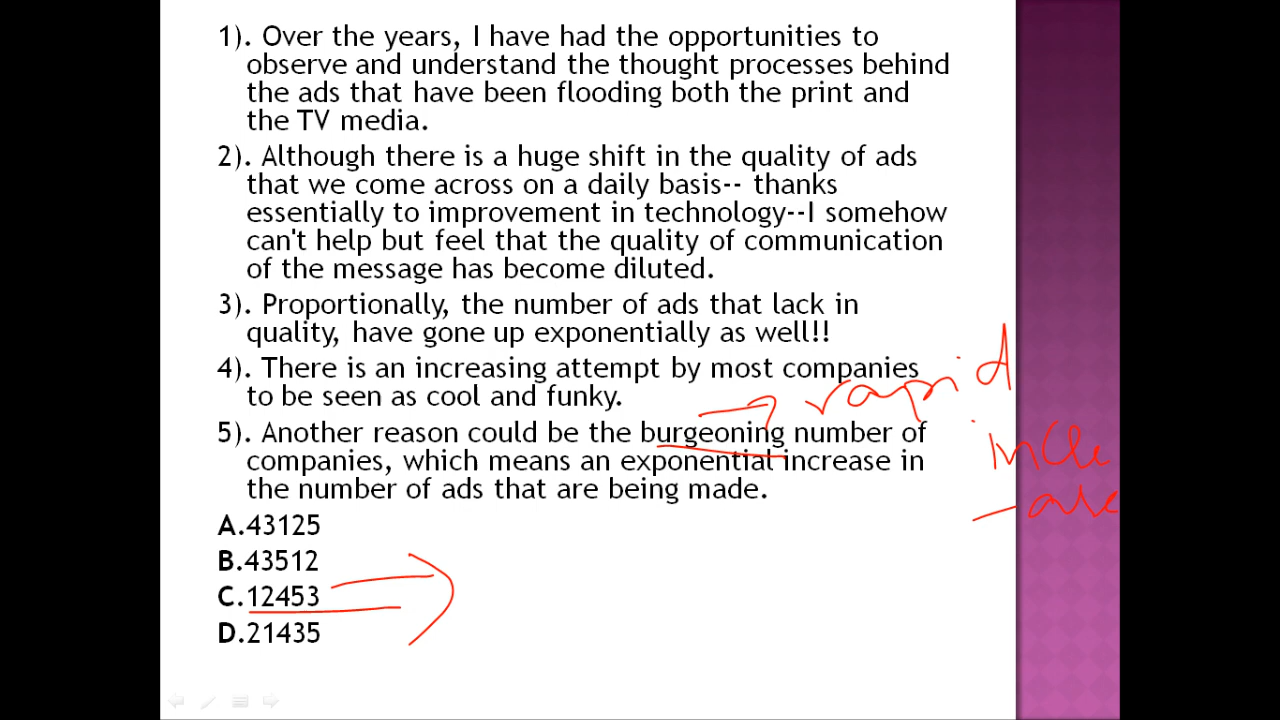 1). Over the years, I have had the opportunities to
observe and understand the thought processes behind
the ads that have been flooding both the print and
the TV media.
2). Although there is a huge shift in the quality of ads
that we come across on a daily basis-- thanks
essentially to improvement in technology--I somehow
can't help but feel that the quality of communication
of the message has become diluted.
3). Proportionally, the number of ads that lack in
quality, have gone up exponentially as well!!
4). There is an increasing attempt by most companies
to be seen as cool and funky.
rapid
5). Another reason could be the burgeoning number of
companies, which means an exponential increase in
the number of ads that are being made.
A.43125
B.43512
C.12453
D.21435